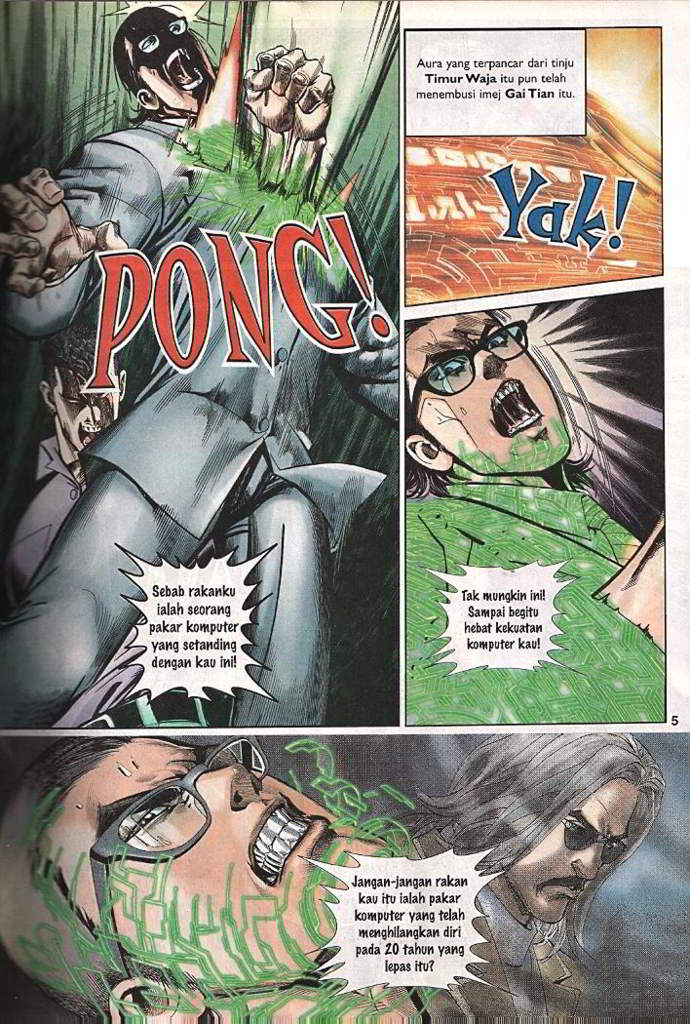 PONG!
Sebab rakanku
ialah seorang
pakar komputer
yang setanding
dengan kau ini!
Aura yang terpancar dari tinju
Timur Waja itu pun telah
menembusi imej Gai Tian itu.
Yak!
Tak mungkin ini!
Sampai begitu
hebat kekuatan
komputer kau!
5
Jangan-jangan rakan
kau itu ialah pakar
komputer yang telah
menghilangkan diri
pada 20 tahun yang
lepas itu?